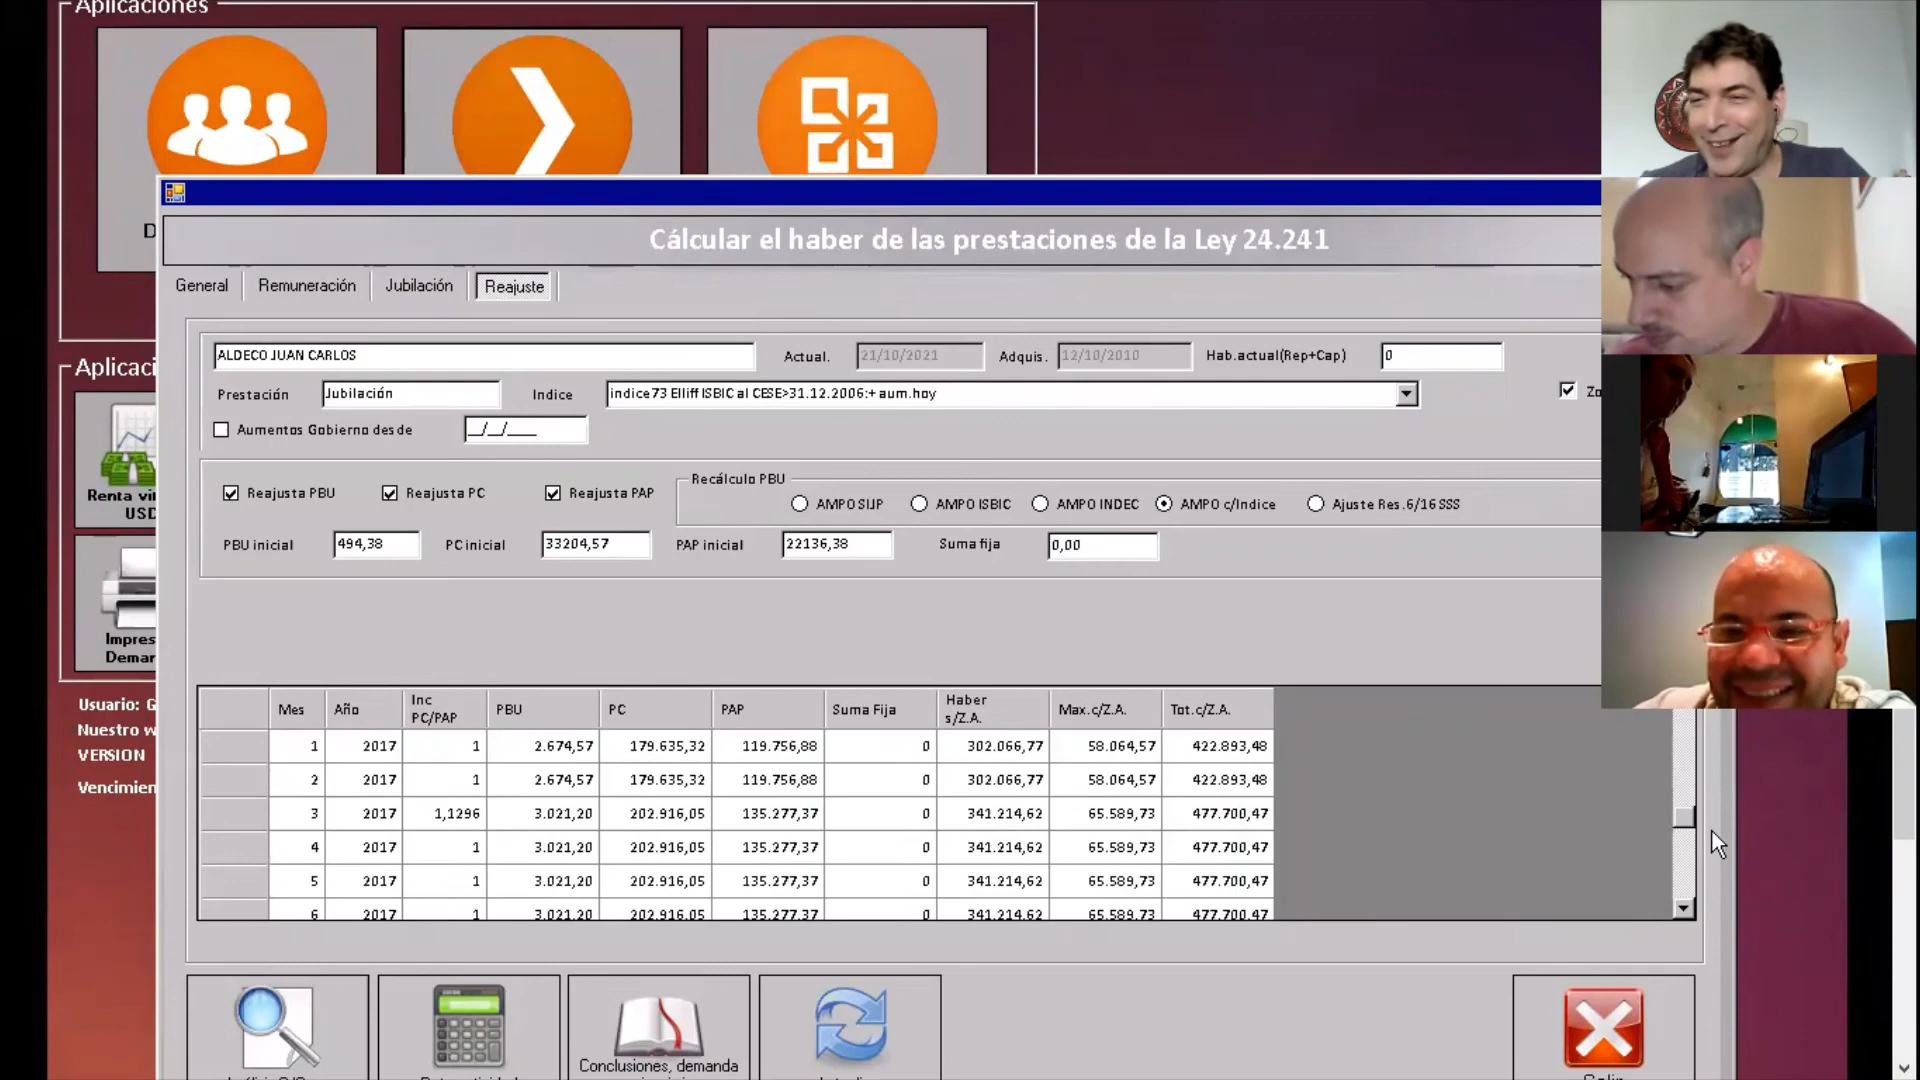 Aplicaciones
D
Cálcular el haber de las prestaciones de la Ley 24.241
General Remuneración Jubilación Reajuste
ALDECO JUAN CARLOS Actual. 21/10/2021 Adquis. 12/10/2010 Hab.actual(Rep+Cap) 0
Prestación Jubilación Indice indice73 Elliff ISBIC al CESE>31.12.2006:+ aum.hoy Zo
Aumentos Gobierno desde __/__/____
Reajusta PBU Reajusta PC Reajusta PAP
Recálculo PBU
AMPO SIJP AMPO ISBIC AMPO INDEC AMPO c/Indice Ajuste Res.6/16 SSS
PBU inicial 494,38 PC inicial 33204,57 PAP inicial 22136,38 Suma fija 0,00
Mes Año Inc PC/PAP PBU PC PAP Suma Fija Haber s/Z.A. Max.c/Z.A. Tot.c/Z.A.
1 2017 1 2.674,57 179.635,32 119.756,88 0 302.066,77 58.064,57 422.893,48
2 2017 1 2.674,57 179.635,32 119.756,88 0 302.066,77 58.064,57 422.893,48
3 2017 1,1296 3.021,20 202.916,05 135.277,37 0 341.214,62 65.589,73 477.700,47
4 2017 1 3.021,20 202.916,05 135.277,37 0 341.214,62 65.589,73 477.700,47
5 2017 1 3.021,20 202.916,05 135.277,37 0 341.214,62 65.589,73 477.700,47
6 2017 1 3.021,20 202.916,05 135.277,37 0 341.214,62 65.589,73 477.700,47
Aplicaci
Renta vi
USD
Impres
Demar
Usuario: G
Nuestro w
VERSION
Vencimien
Conclusiones, demanda
Salir